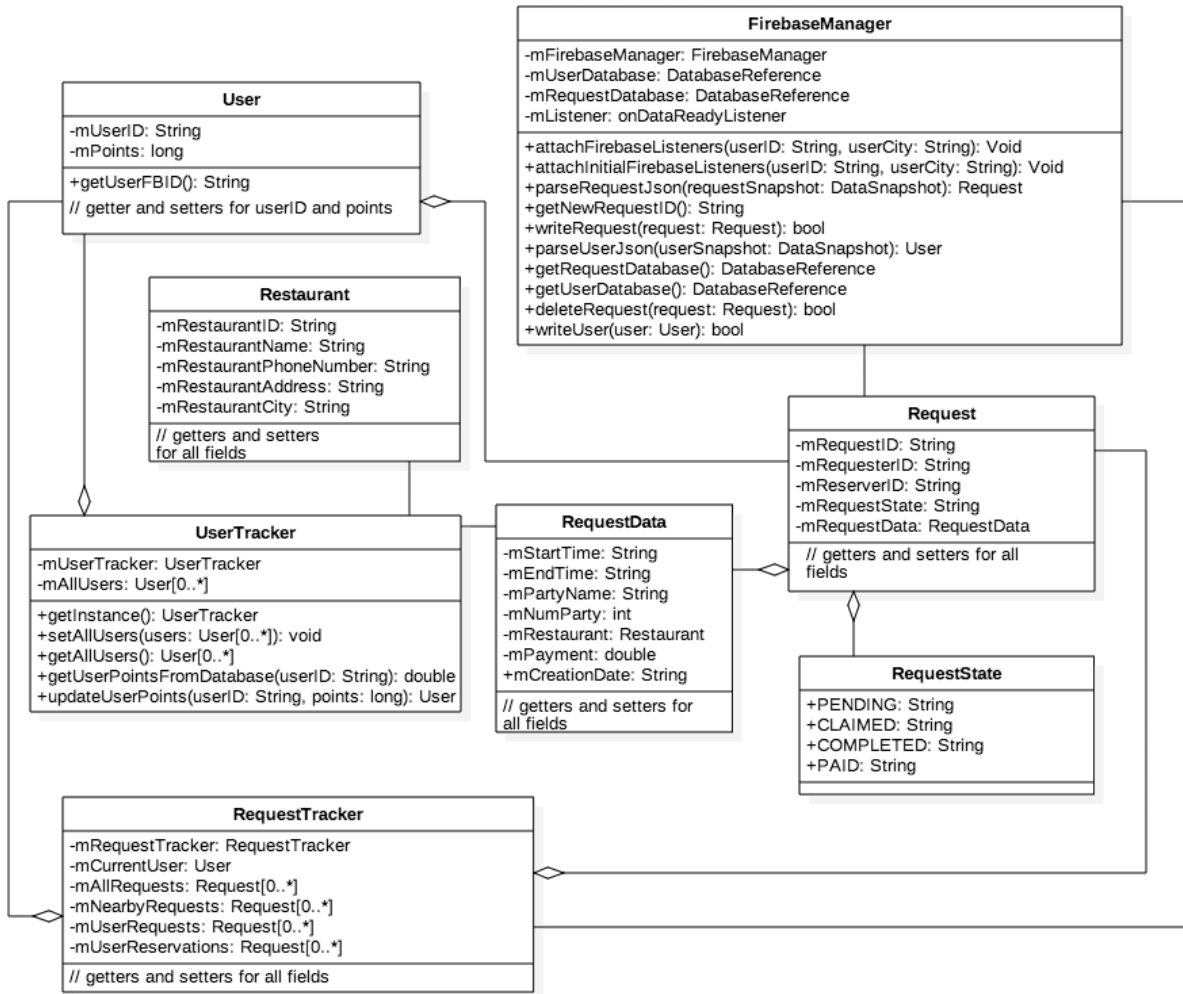 FirebaseManager
-mFirebaseManager: FirebaseManager
-mUserDatabase: DatabaseReference
-mRequestDatabase: DatabaseReference
-mListener: onDataReadyListener
+attachFirebaseListeners(userID: String, userCity: String): Void
+attachInitialFirebaseListeners(userID: String, userCity: String): Void
+parseRequestJson(requestSnapshot: DataSnapshot): Request
+getNewRequestID(): String
+writeRequest(request: Request): bool
+parseUserJson(userSnapshot: DataSnapshot): User
+getRequestDatabase(): DatabaseReference
+getUserDatabase(): DatabaseReference
+deleteRequest(request: Request): bool
+writeUser(user: User): bool
User
-mUserID: String
-mPoints: long
+getUserFBID(): String
// getter and setters for userID and points
Restaurant
-mRestaurantID: String
-mRestaurantName: String
-mRestaurantPhoneNumber: String
-mRestaurantAddress: String
-mRestaurantCity: String
// getters and setters
for all fields
Request
-mRequestID: String
-mRequesterID: String
-mReserverID: String
-mRequestState: String
-mRequestData: RequestData
// getters and setters for all
fields
UserTracker
-mUserTracker: UserTracker
-mAllUsers: User[0..*]
+getInstance(): UserTracker
+setAllUsers(users: User[0..*]): void
+getAllUsers(): User[0..*]
+getUserPointsFromDatabase(userID: String): double
+updateUserPoints(userID: String, points: long): User
RequestData
-mStartTime: String
-mEndTime: String
-mPartyName: String
-mNumParty: int
-mRestaurant: Restaurant
-mPayment: double
+mCreationDate: String
// getters and setters for
all fields
RequestState
+PENDING: String
+CLAIMED: String
+COMPLETED: String
+PAID: String
RequestTracker
-mRequestTracker: RequestTracker
-mCurrentUser: User
-mAllRequests: Request[0..*]
-mNearbyRequests: Request[0..*]
-mUserRequests: Request[0..*]
-mUserReservations: Request[0..*]
// getters and setters for all fields